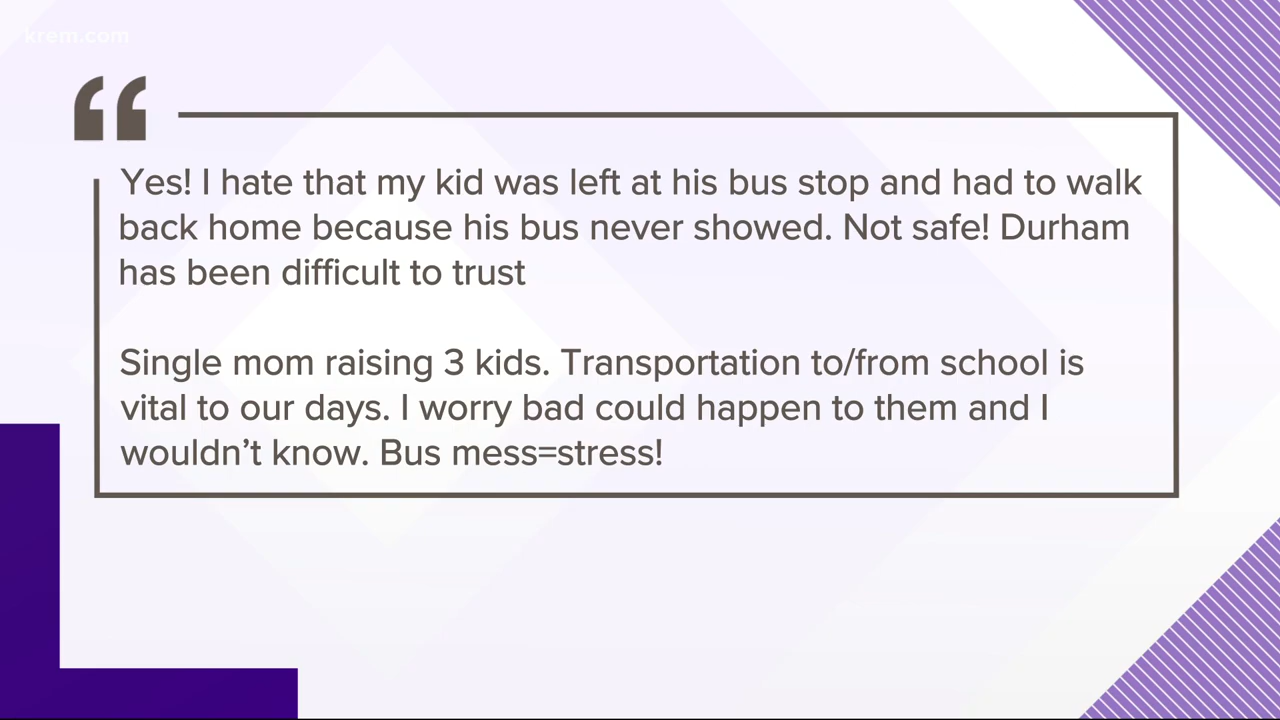 krem.com
“
Yes! I hate that my kid was left at his bus stop and had to walk
back home because his bus never showed. Not safe! Durham
has been difficult to trust
Single mom raising 3 kids. Transportation to/from school is
vital to our days. I worry bad could happen to them and I
wouldn’t know. Bus mess=stress!